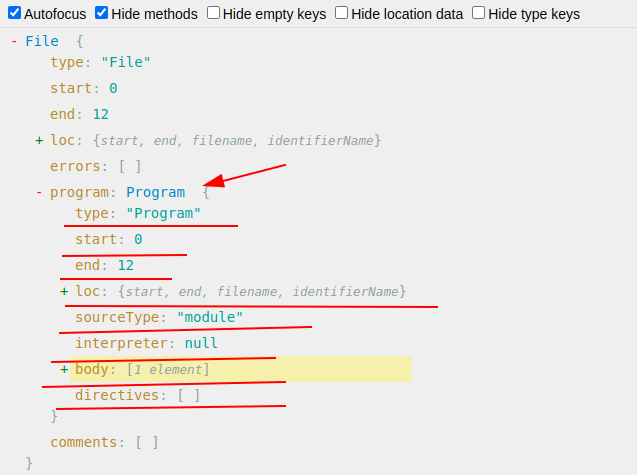 Autofocus Hide methods Hide empty keys Hide location data Hide type keys
- File {
type: "File"
start: 0
end: 12
+ loc: {start, end, filename, identifierName}
errors: [ ]
- program: Program {
type: "Program"
start: 0
end: 12
+ loc: {start, end, filename, identifierName}
sourceType: "module"
interpreter: null
+ body: [1 element]
directives: [ ]
}
comments: [ ]
}